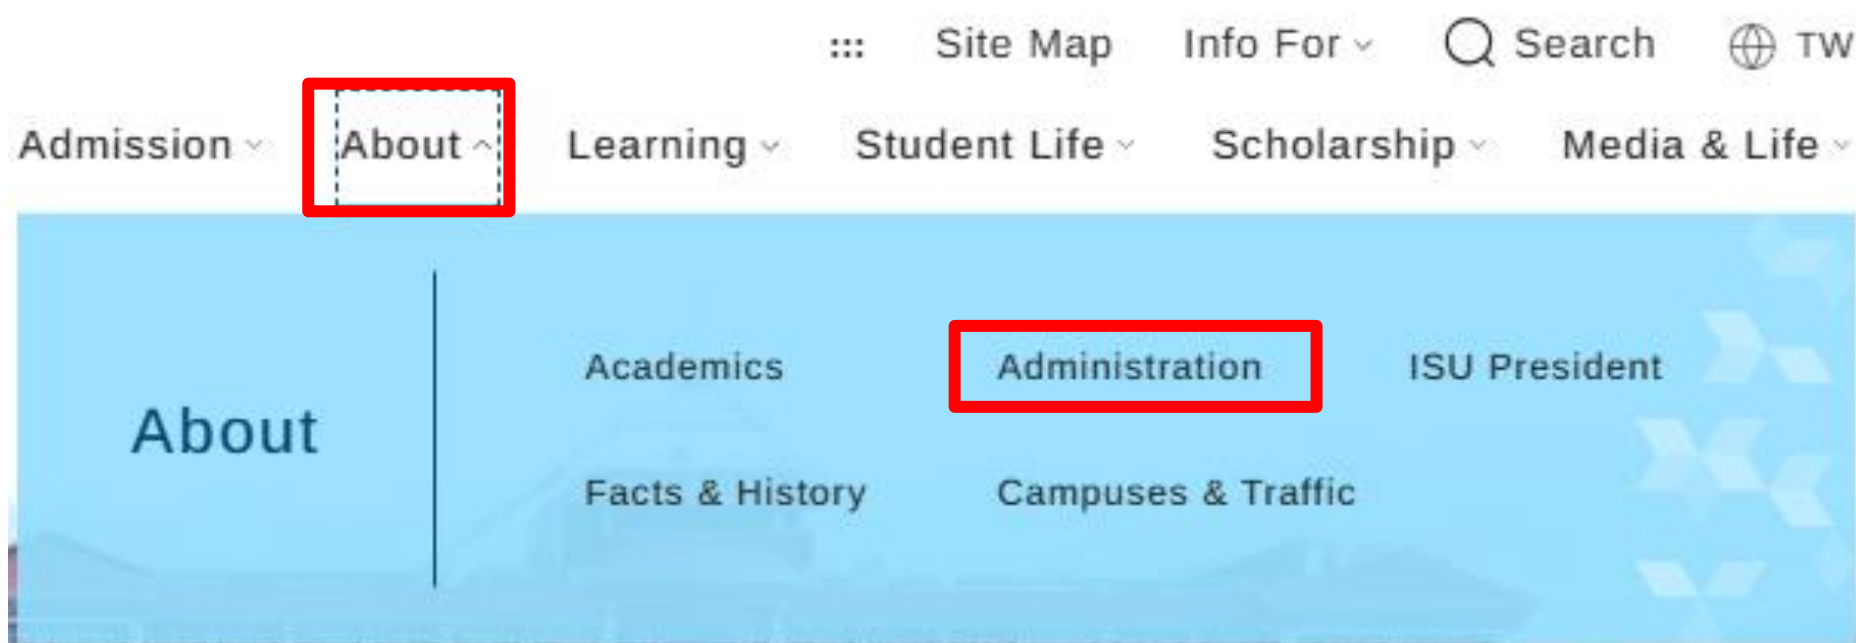 Site Map Info For Search TW
Admission About Learning Student Life Scholarship Media & Life
About
Academics Administration ISU President
Facts & History Campuses & Traffic